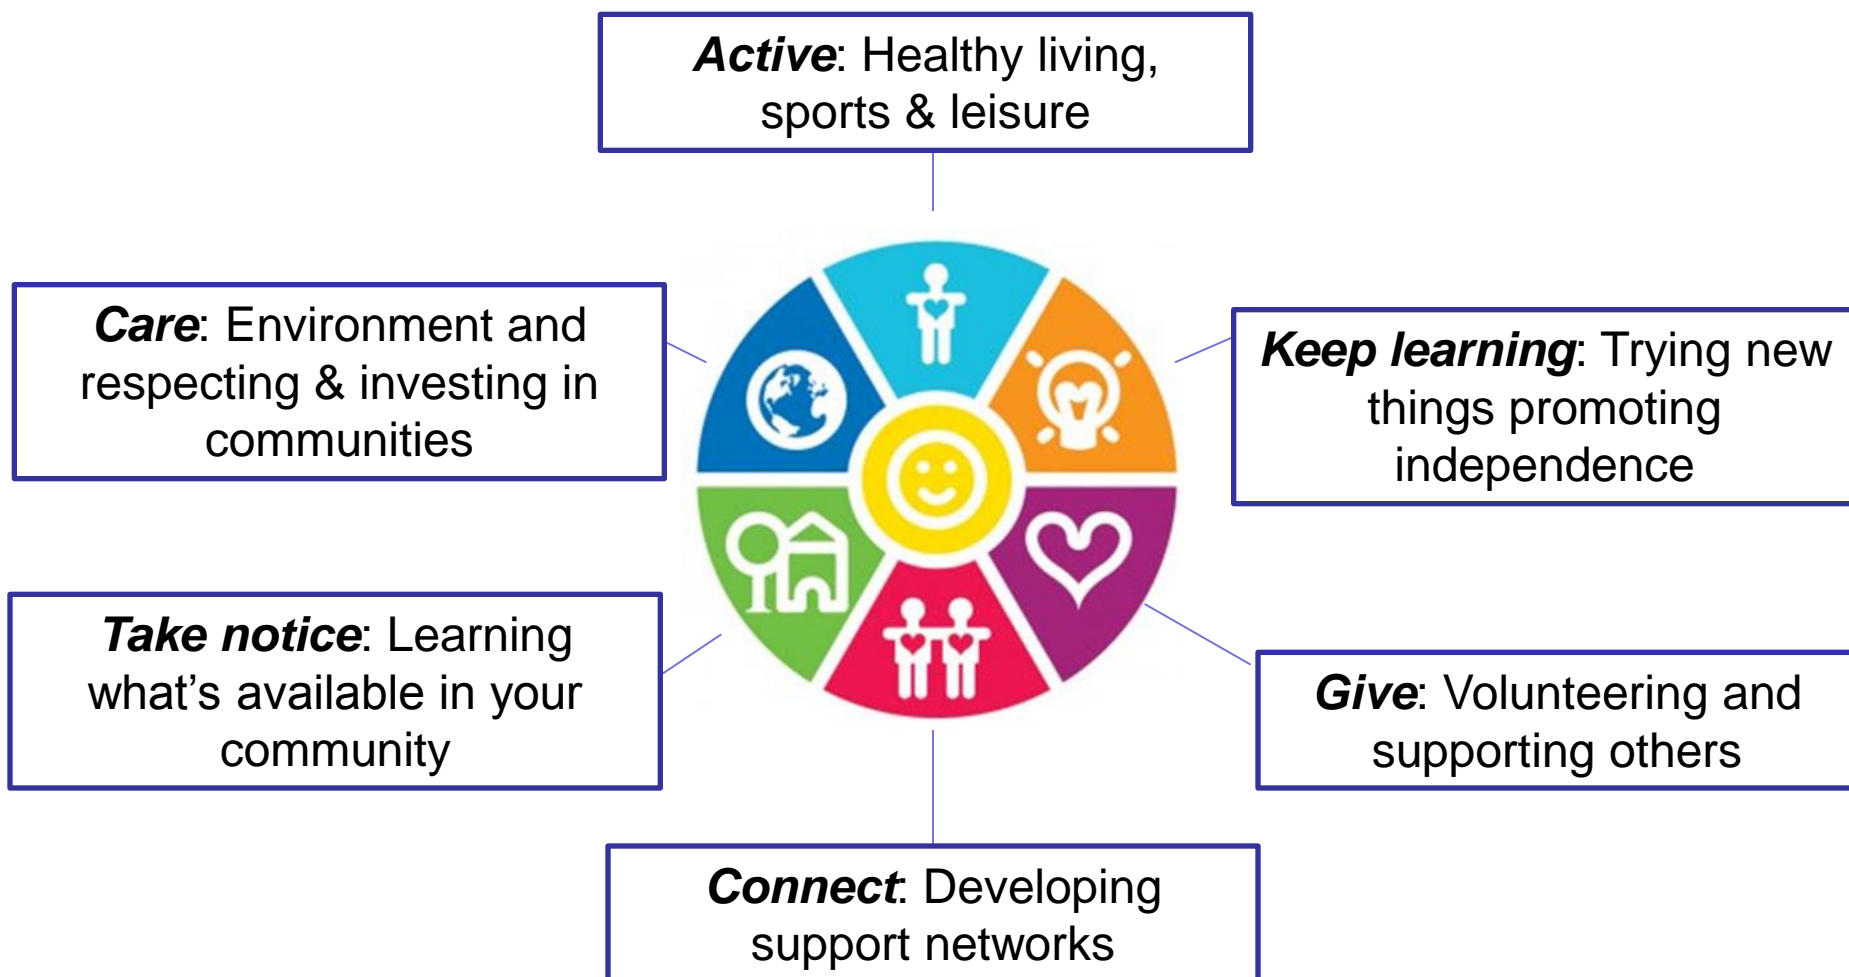 Active: Healthy living,
sports & leisure
Care: Environment and
respecting & investing in
communities
Keep learning: Trying new
things promoting
independence
Take notice: Learning
what’s available in your
community
Give: Volunteering and
supporting others
Connect: Developing
support networks